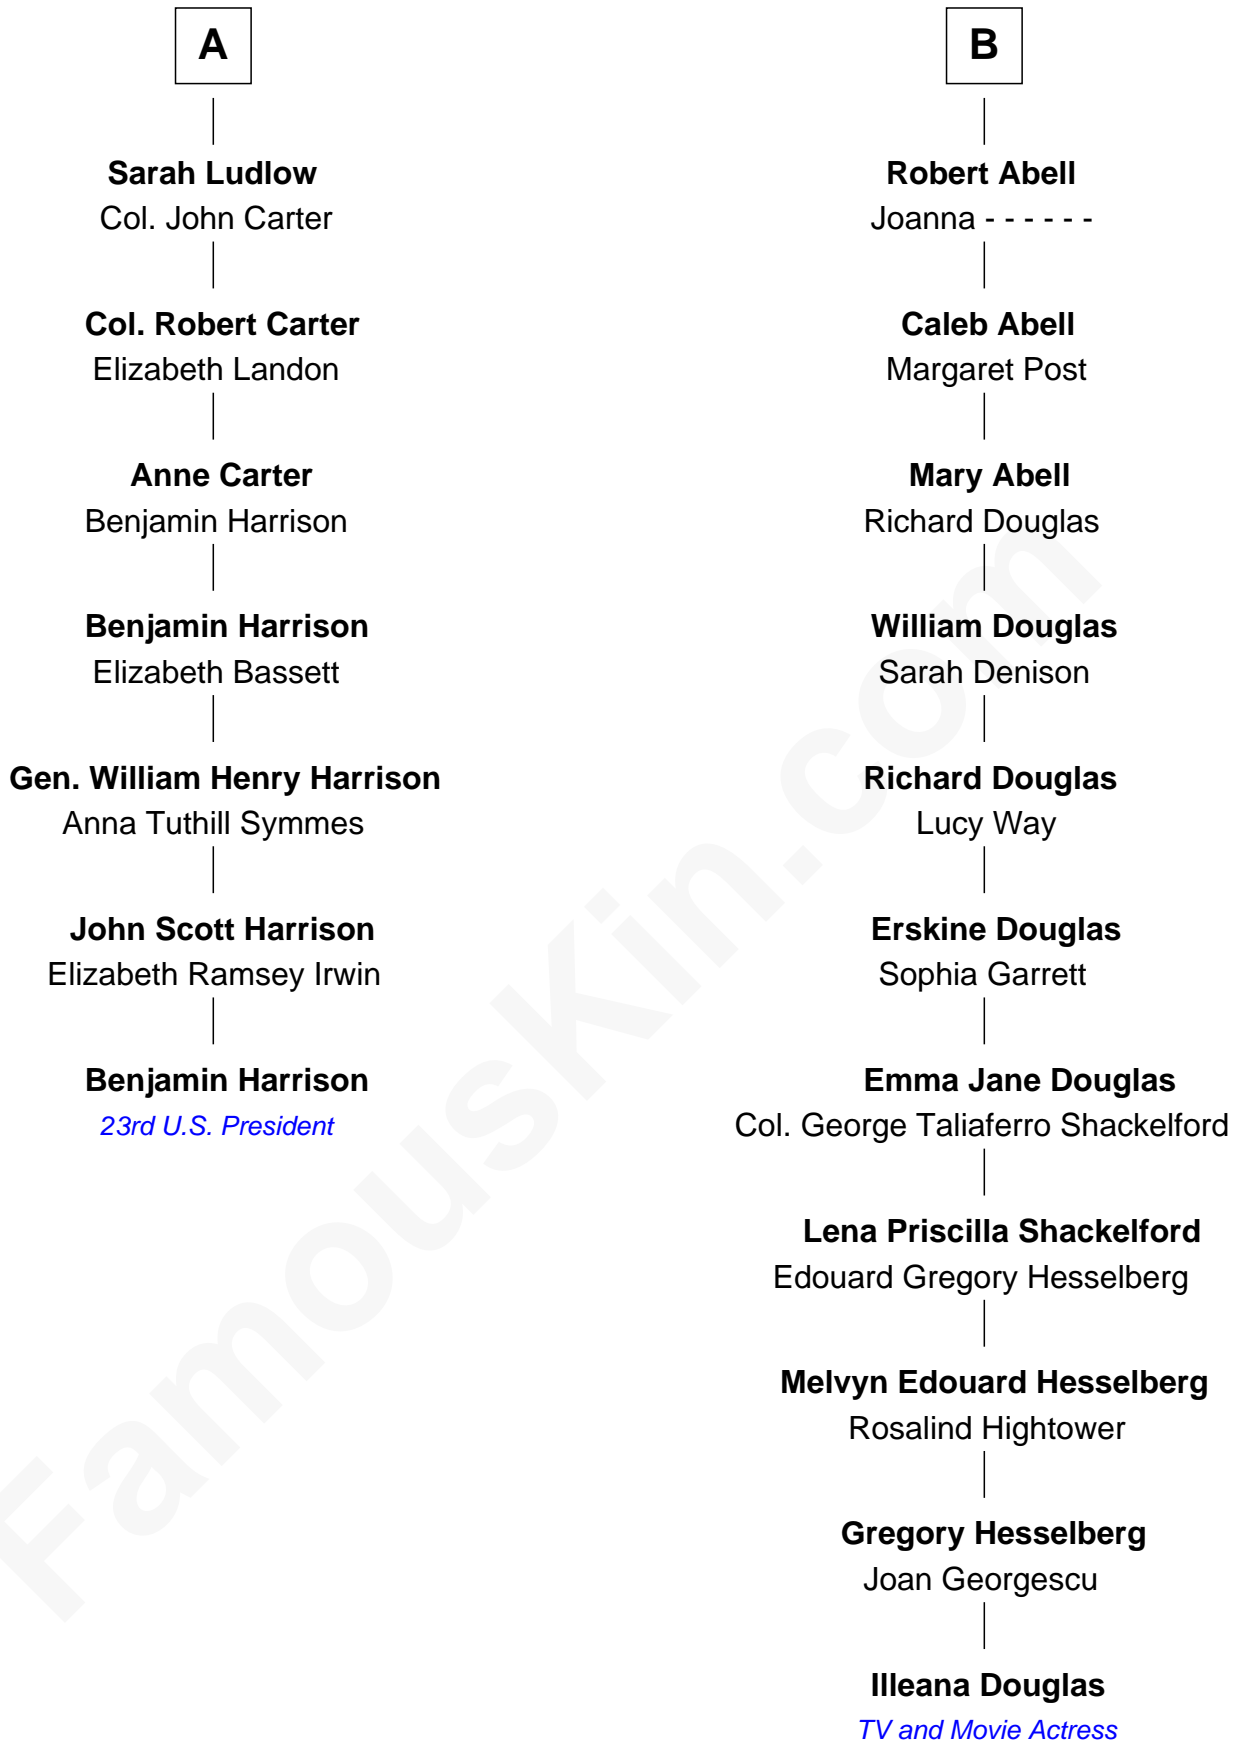 A
Sarah Ludlow
Col. John Carter
Col. Robert Carter
Elizabeth Landon
Anne Carter
Benjamin Harrison
Benjamin Harrison
Elizabeth Bassett
Gen. William Henry Harrison
Anna Tuthill Symmes
John Scott Harrison
Elizabeth Ramsey Irwin
Benjamin Harrison
23rd U.S. President
B
Robert Abell
Joanna - - - - - -
Caleb Abell
Margaret Post
Mary Abell
Richard Douglas
William Douglas
Sarah Denison
Richard Douglas
Lucy Way
Erskine Douglas
Sophia Garrett
Emma Jane Douglas
Col. George Taliaferro Shackelford
Lena Priscilla Shackelford
Edouard Gregory Hesselberg
Melvyn Edouard Hesselberg
Rosalind Hightower
Gregory Hesselberg
Joan Georgescu
Illeana Douglas
TV and Movie Actress
FamousKin.com